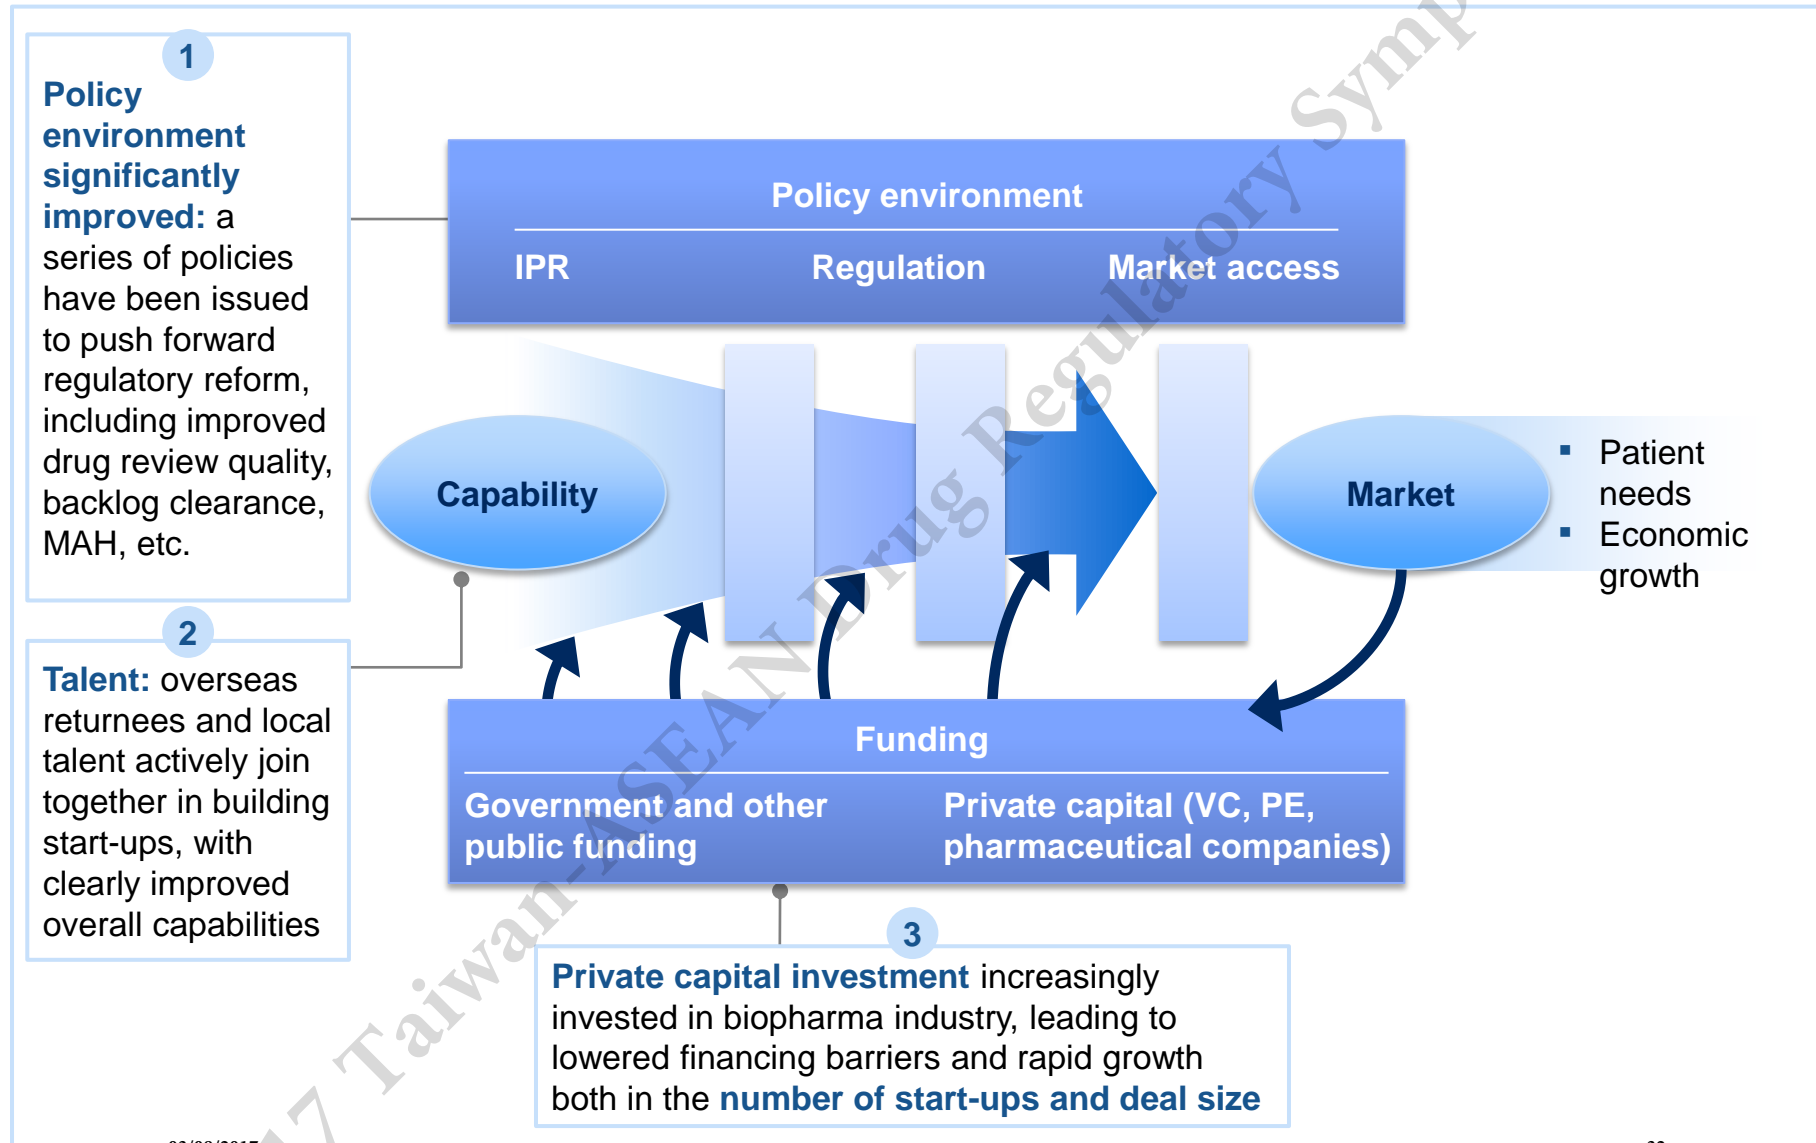 1
Policy
environment
significantly
improved: a
series of policies
have been issued
to push forward
regulatory reform,
including improved
drug review quality,
backlog clearance,
MAH, etc.
2
Talent: overseas
returnees and local
talent actively join
together in building
start-ups, with
clearly improved
overall capabilities
Policy environment
IPR Regulation Market access
Capability
Market
▪ Patient
needs
▪ Economic
growth
Funding
Government and other
public funding
Private capital (VC, PE,
pharmaceutical companies)
3
Private capital investment increasingly
invested in biopharma industry, leading to
lowered financing barriers and rapid growth
both in the number of start-ups and deal size
17 Taiwan-ASEAN Drug Regulatory Symp